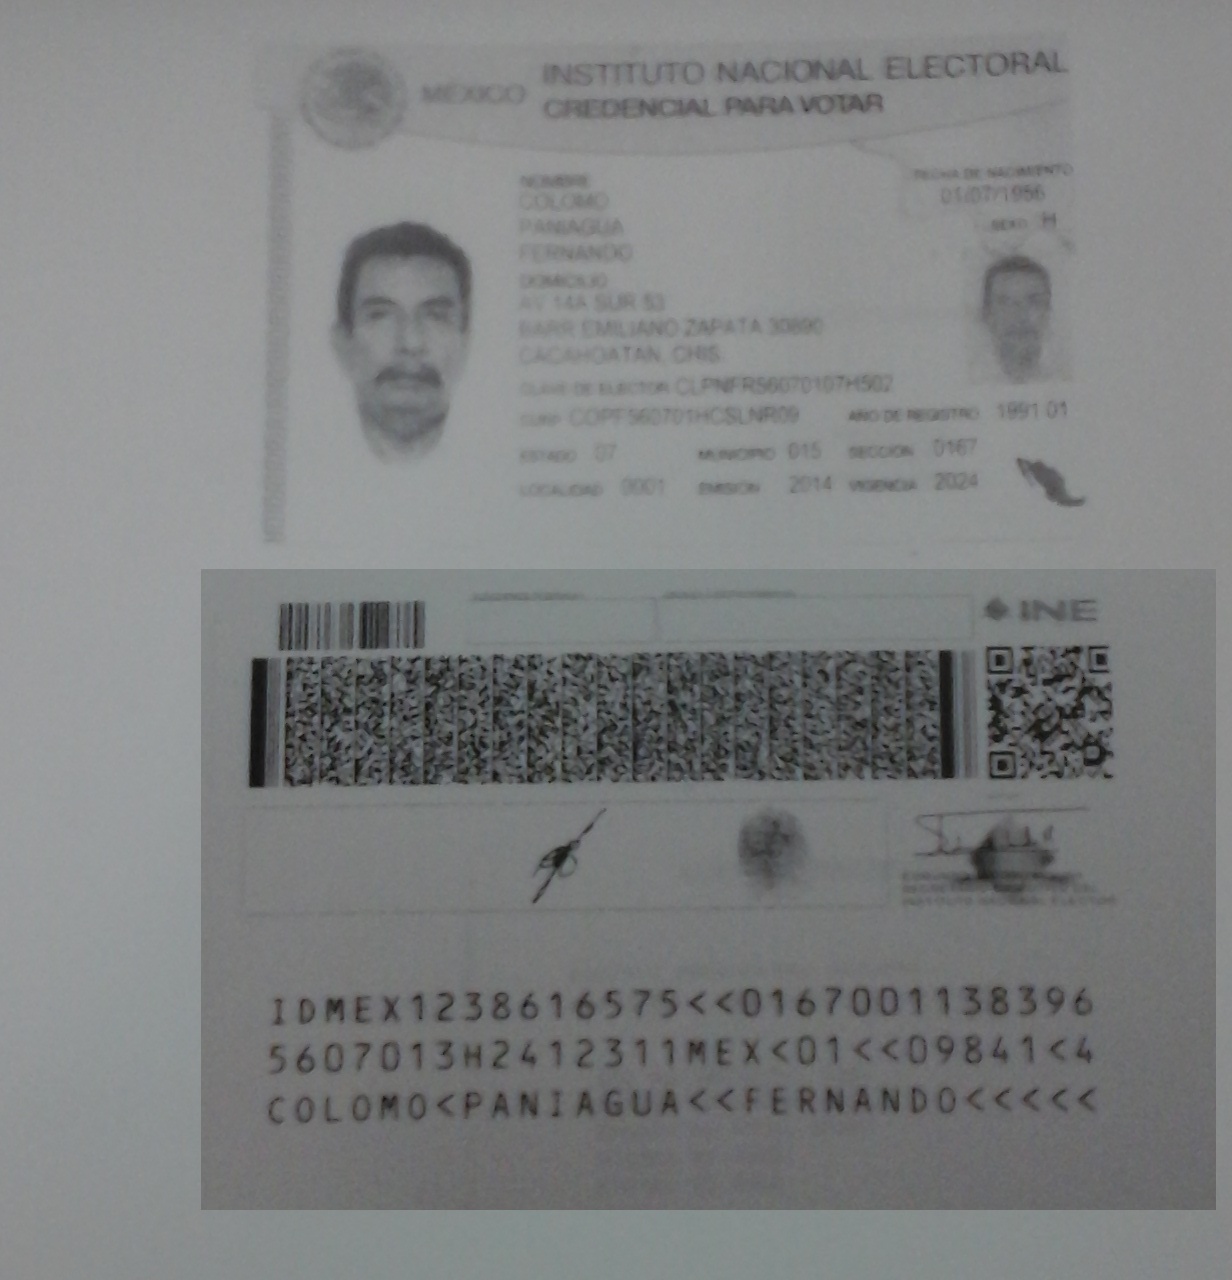 MÉXICO INSTITUTO NACIONAL ELECTORAL
CREDENCIAL PARA VOTAR
NOMBRE
COLOMO
PANIAGUA
FERNANDO
FECHA DE NACIMIENTO
01/07/1956
SEXO H
DOMICILIO
AV 14A SUR 53
BARR EMILIANO ZAPATA 30890
CACAHOATAN, CHIS.
CLAVE DE ELECTOR CLPNFR56070107H502
CURP COPF560701HCSLNR09 AÑO DE REGISTRO 1991 01
ESTADO 07 MUNICIPIO 015 SECCIÓN 0167
LOCALIDAD 0001 EMISIÓN 2014 VIGENCIA 2024
INE
INSTITUTO NACIONAL ELECTORAL
IDMEX1238616575<<0167001138396
5607013H2412311MEX<01<<09841<4
COLOMO<PANIAGUA<<FERNANDO<<<<<